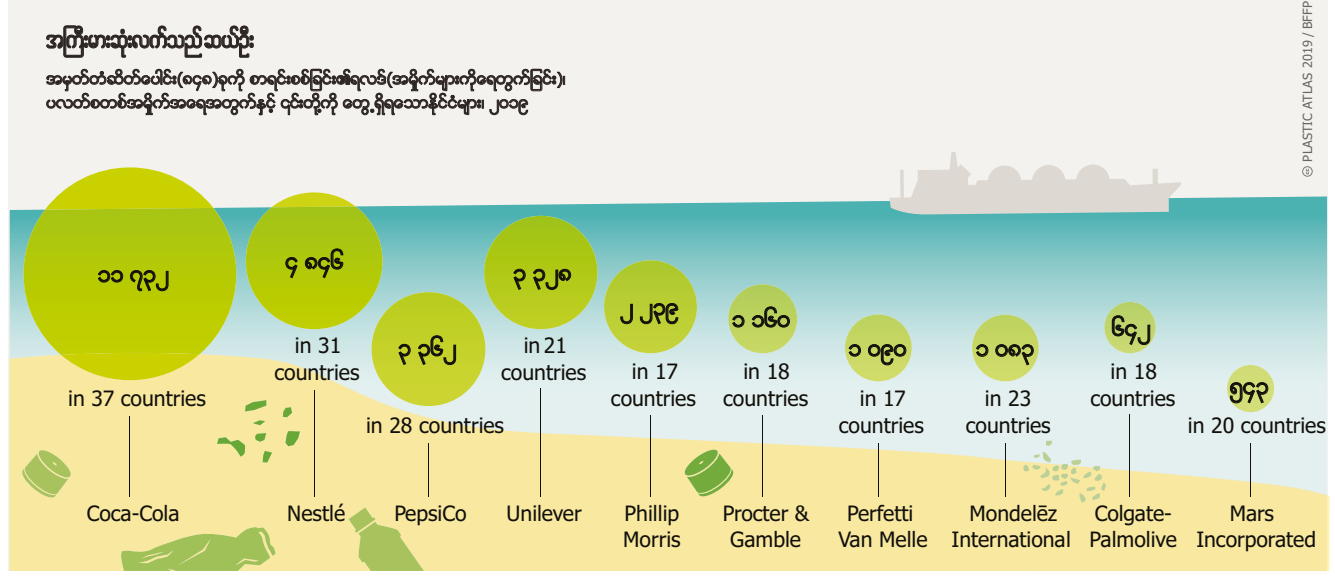 အကြီးမားဆုံးလက်သည်ဆယ်ဦး
အမှတ်တံဆိတ်ပေါင်း(၈၄၈)ခုကို စာရင်းစစ်ခြင်း၏ရလဒ်(အမှိုက်များကိုရေတွက်ခြင်း)၊
ပလတ်စတစ်အမှိုက်အရေအတွက်နှင့် ၎င်းတို့ကို တွေ့ရှိရသောနိုင်ငံများ၊ ၂၀၁၉
© PLASTIC ATLAS 2019 / BFFP
၁၁ ၇၃၂
in 37 countries
Coca-Cola
၄ ၈၄၆
in 31
countries
Nestlé
၃ ၃၆၂
in 28 countries
PepsiCo
၃ ၃၂၈
in 21
countries
Unilever
၂ ၂၃၉
in 17
countries
Phillip
Morris
၁ ၁၆၀
in 18
countries
Procter &
Gamble
၁ ၀၉၀
in 17
countries
Perfetti
Van Melle
၁ ၀၈၃
in 23
countries
Mondelēz
International
၆၄၂
in 18
countries
Colgate-
Palmolive
၅၄၃
in 20 countries
Mars
Incorporated